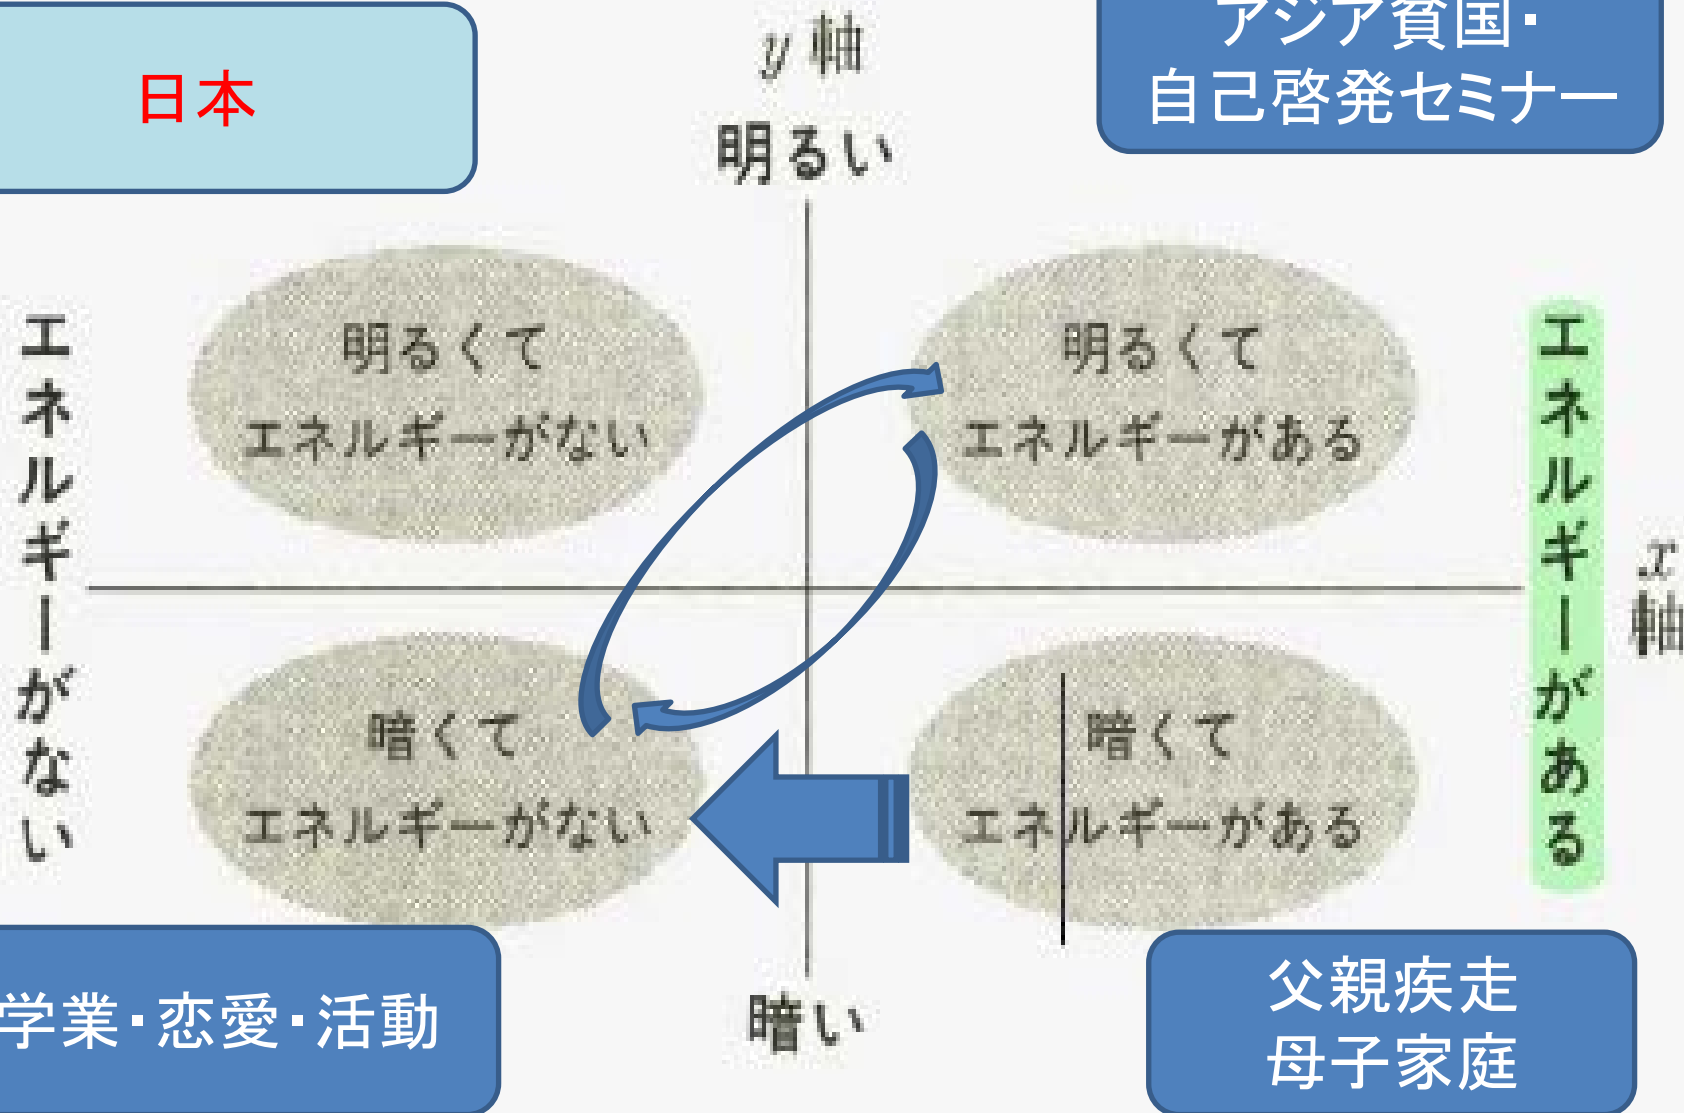 日本
y軸
明るい
アジア貧国・
自己啓発セミナー
明るくて
エネルギーがない
明るくて
エネルギーがある
エネルギーがない
エネルギーがある
x軸
暗くて
エネルギーがない
暗くて
エネルギーがある
学業・恋愛・活動
暗い
父親疾走
母子家庭